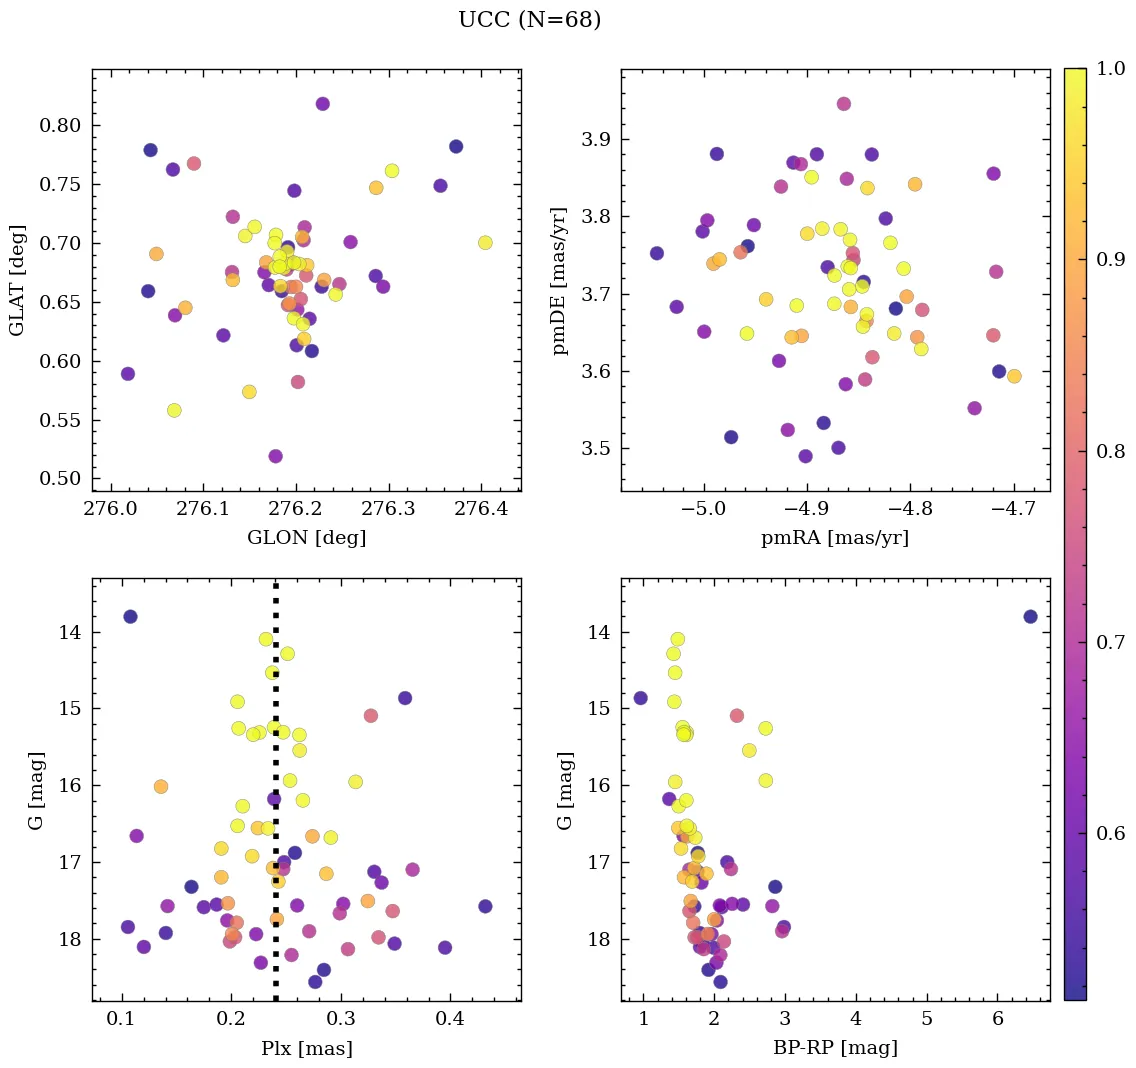 UCC (N=68)
0.80
0.75
0.70
0.65
0.60
0.55
0.50
GLAT [deg]
276.0 276.1 276.2 276.3 276.4
GLON [deg]
3.9
3.8
3.7
3.6
3.5
pmDE [mas/yr]
−5.0 −4.9 −4.8 −4.7
pmRA [mas/yr]
1.0
0.9
0.8
0.7
0.6
14
15
16
17
18
G [mag]
0.1 0.2 0.3 0.4
Plx [mas]
14
15
16
17
18
G [mag]
1 2 3 4 5 6
BP-RP [mag]